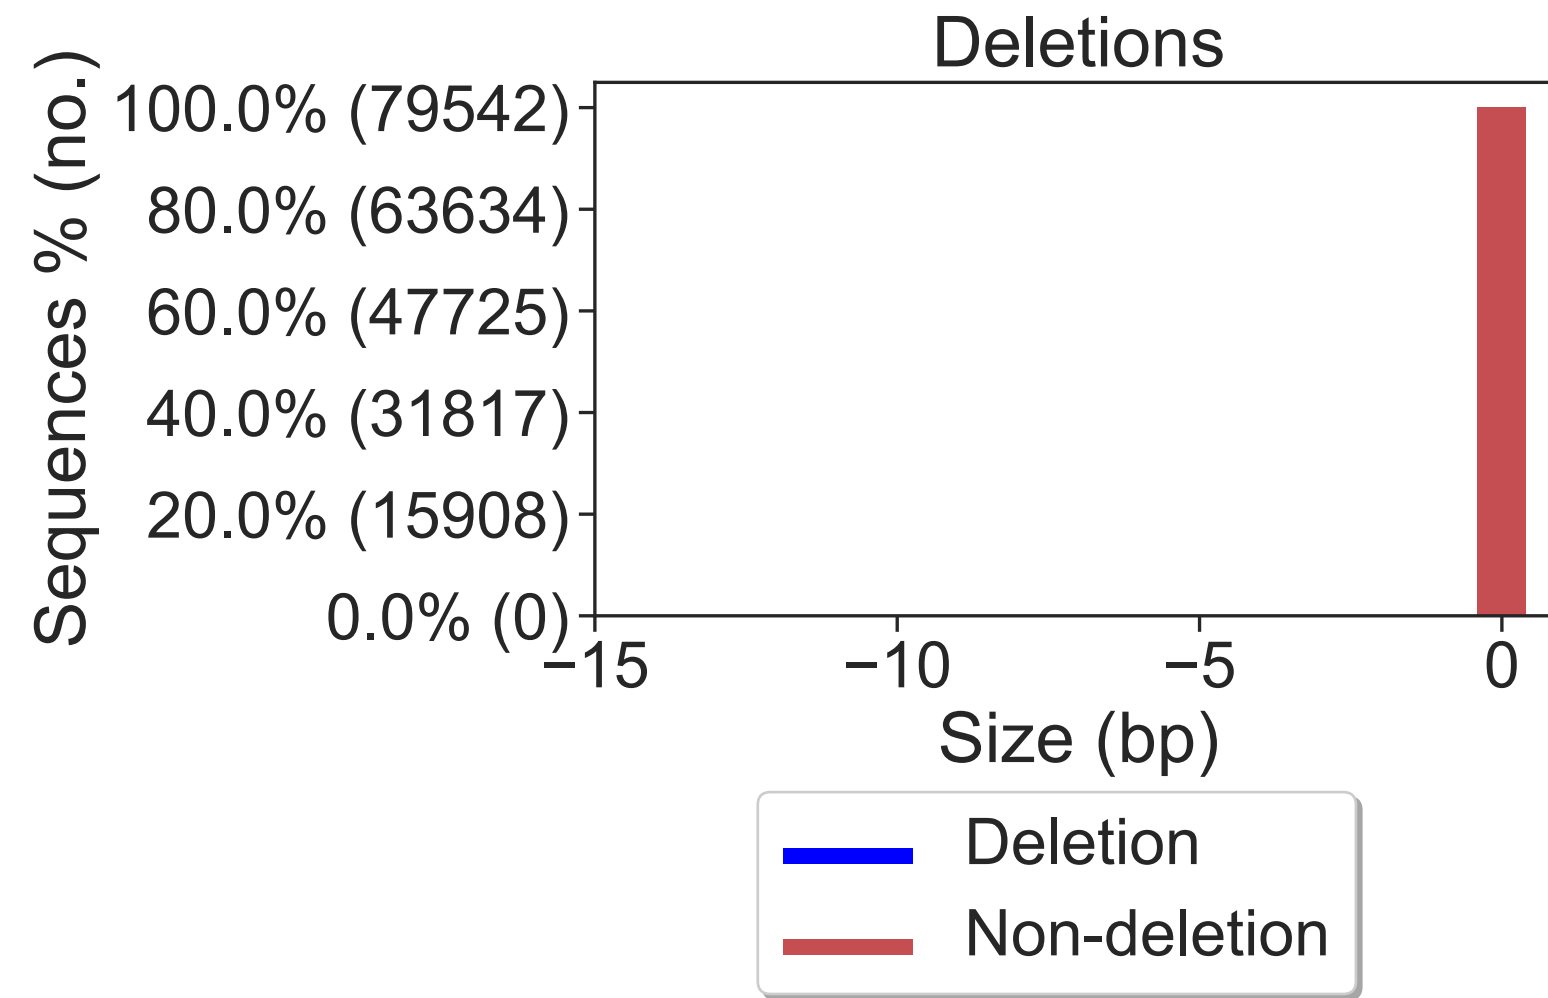 Deletions
Sequences % (no.)
100.0% (79542)
80.0% (63634)
60.0% (47725)
40.0% (31817)
20.0% (15908)
0.0% (0)
−15 −10 −5 0
Size (bp)
Deletion
Non-deletion